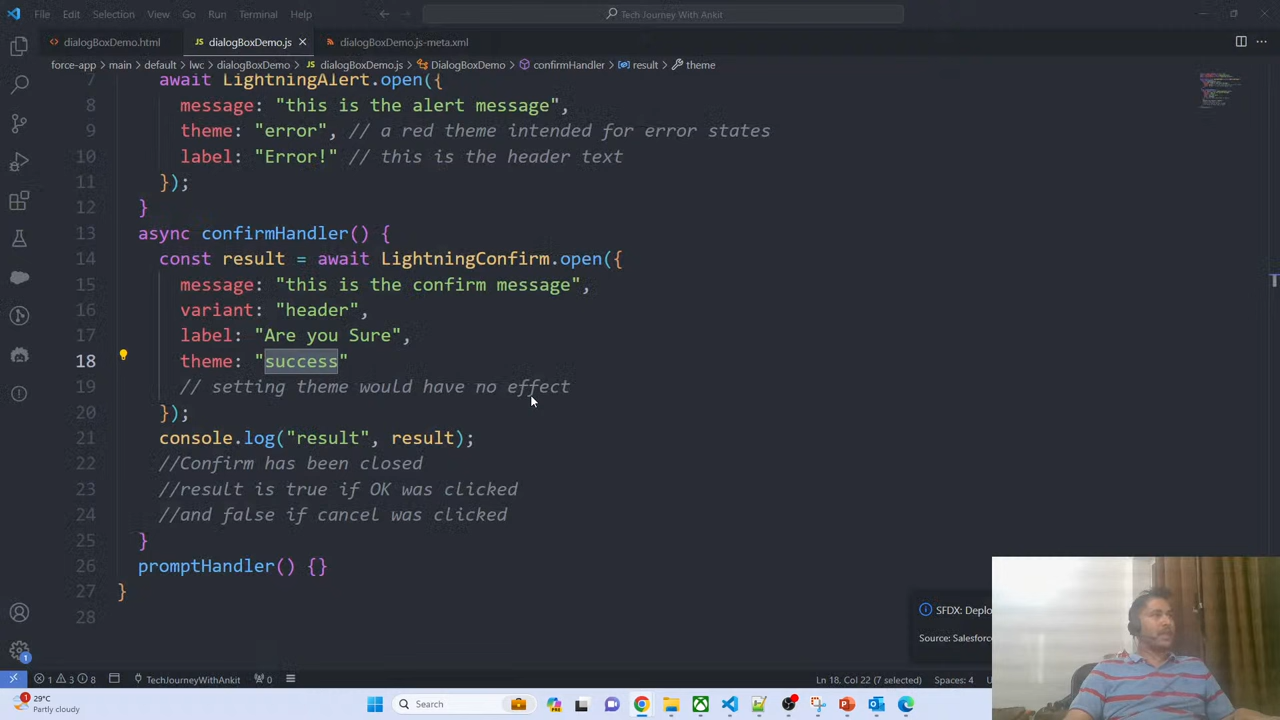 File Edit Selection View Go Run Terminal Help
Tech Journey With Ankit
dialogBoxDemo.html
JS dialogBoxDemo.js
dialogBoxDemo.js-meta.xml
force-app > main > default > lwc > dialogBoxDemo > JS dialogBoxDemo.js > DialogBoxDemo > confirmHandler > result > theme
7 await LightningAlert.open({
8 message: "this is the alert message",
9 theme: "error", // a red theme intended for error states
10 label: "Error!" // this is the header text
11 });
12 }
13 async confirmHandler() {
14 const result = await LightningConfirm.open({
15 message: "this is the confirm message",
16 variant: "header",
17 label: "Are you Sure",
18 theme: "success"
19 // setting theme would have no effect
20 });
21 console.log("result", result);
22 //Confirm has been closed
23 //result is true if OK was clicked
24 //and false if cancel was clicked
25 }
26 promptHandler() {}
27 }
28
SFDX: Deplo
Source: Salesforce
1
1 3 8 TechJourneyWithAnkit 0
Ln 18, Col 22 (7 selected) Spaces: 4
29°C
Partly cloudy
Search